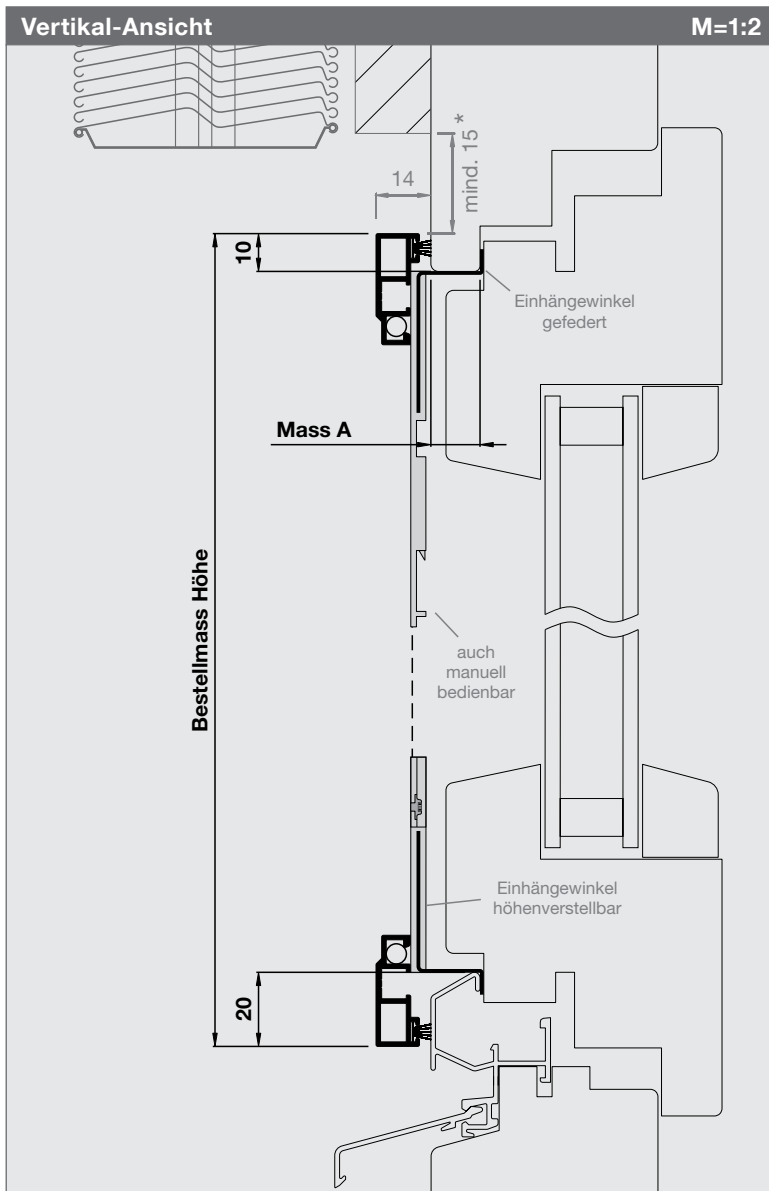 Vertikal-Ansicht M=1:2
14
mind. 15*
10
Einhängewinkel
gefedert
Mass A
Bestellmass Höhe
auch
manuell
bedienbar
Einhängewinkel
höhenverstellbar
20